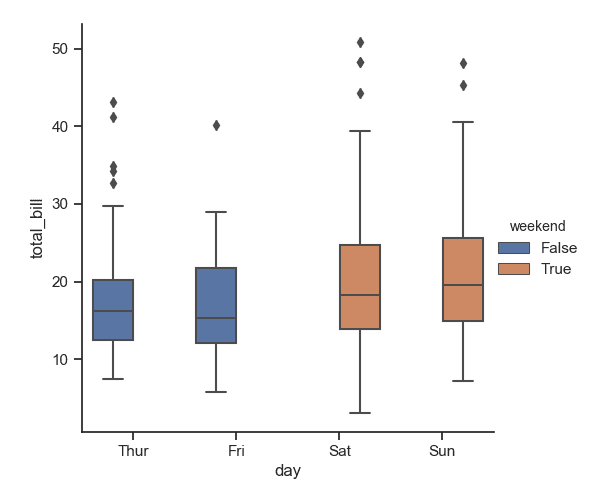 50
40
30
20
10
total_bill
Thur Fri Sat Sun
day
weekend
False
True